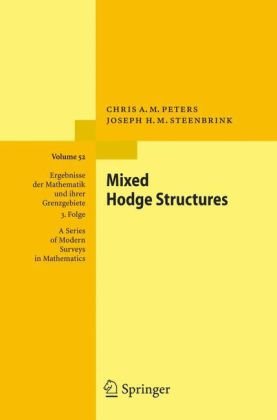 CHRIS A. M. PETERS
JOSEPH H. M. STEENBRINK
Volume 52
Ergebnisse
der Mathematik
und ihrer
Grenzgebiete
3. Folge
A Series
of Modern
Surveys
in Mathematics
Mixed
Hodge Structures
Springer